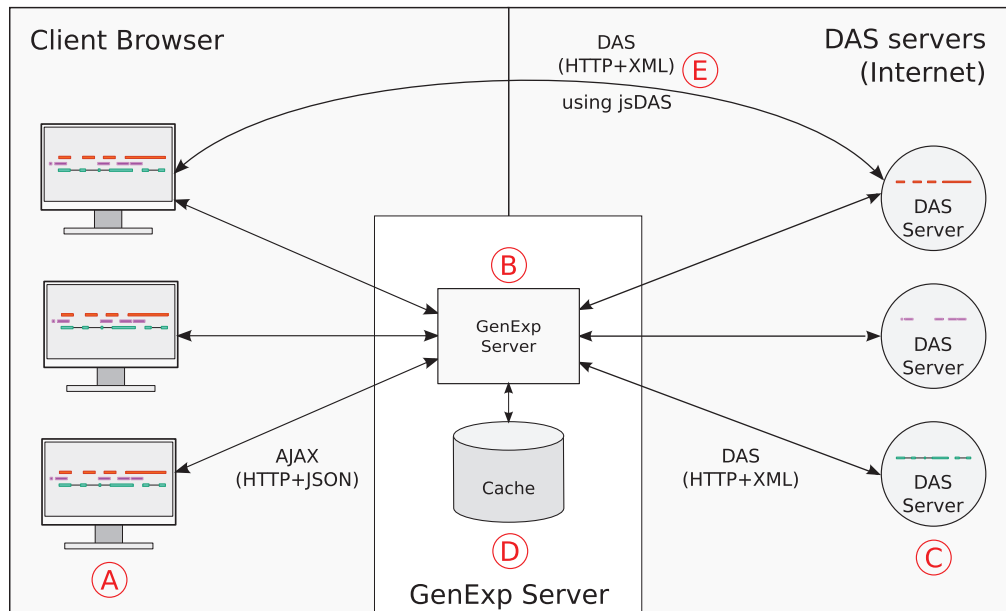 Client Browser
DAS
(HTTP+XML)
E
using jsDAS
DAS servers
(Internet)
DAS
Server
B
GenExp
Server
DAS
Server
AJAX
(HTTP+JSON)
DAS
(HTTP+XML)
DAS
Server
Cache
A
D
C
GenExp Server